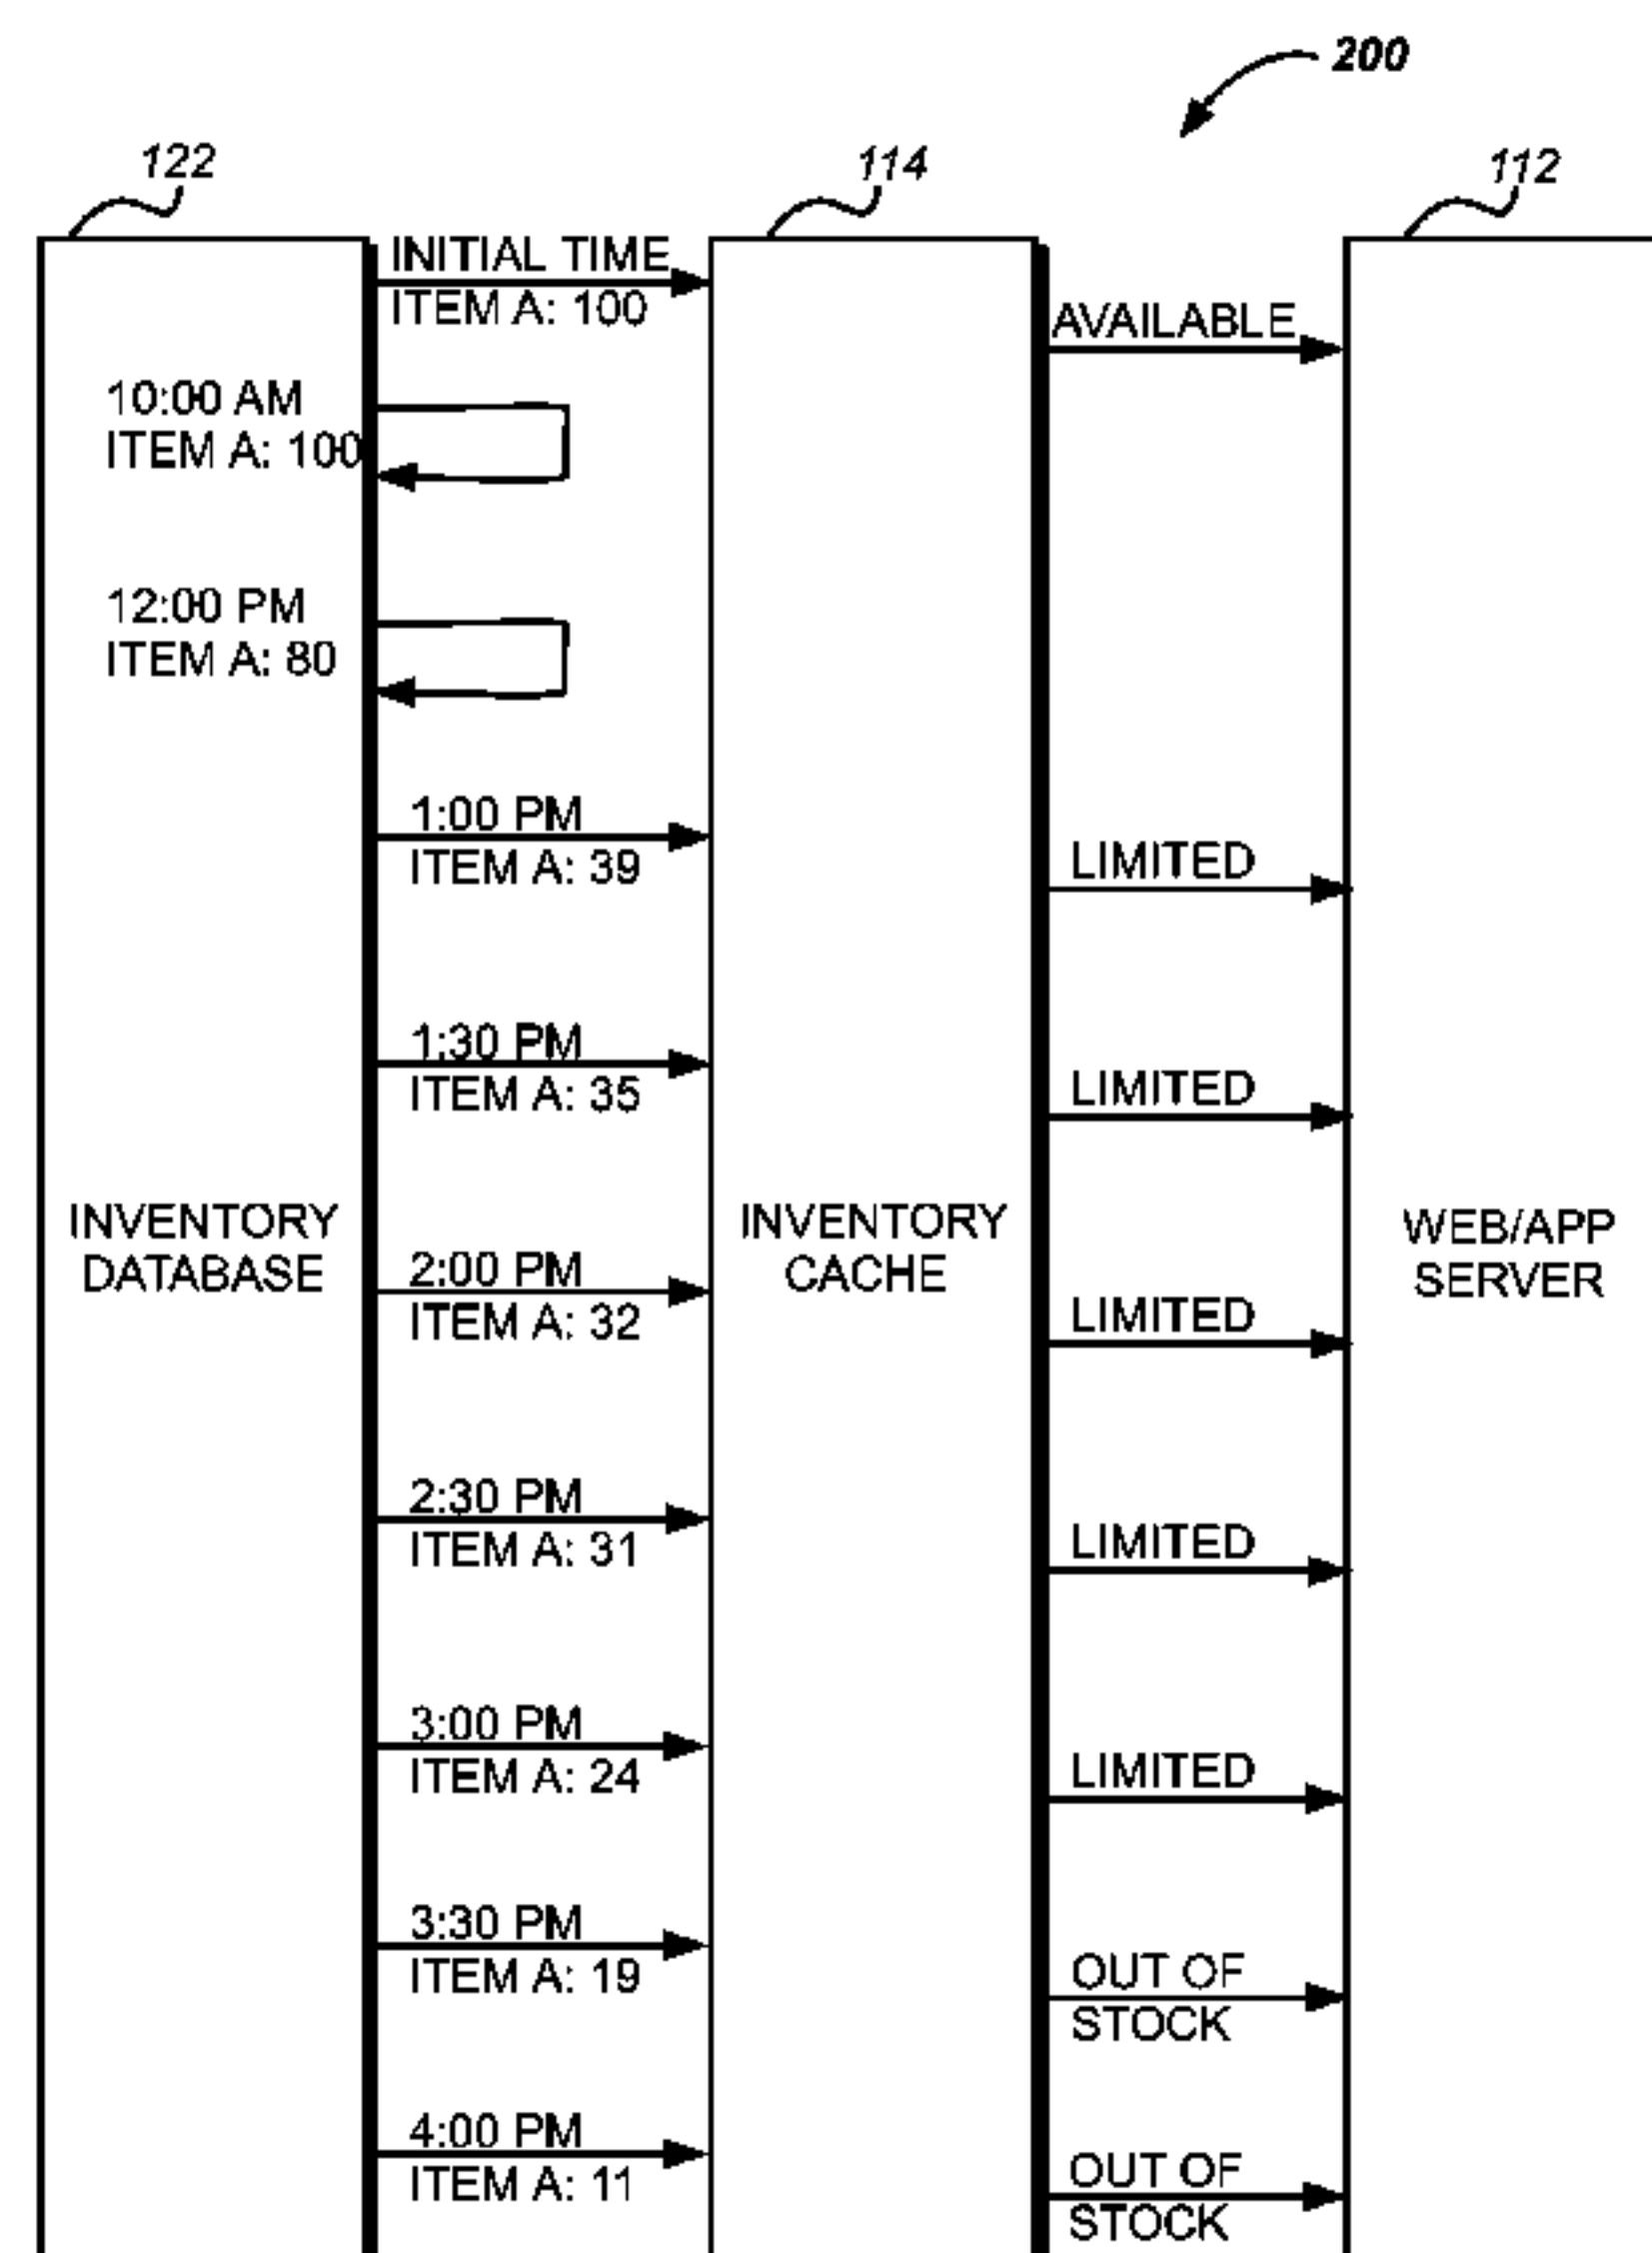 200
122
114
112
INITIAL TIME
ITEM A: 100
AVAILABLE
10:00 AM
ITEM A: 100
12:00 PM
ITEM A: 80
1:00 PM
ITEM A: 39
LIMITED
1:30 PM
ITEM A: 35
LIMITED
INVENTORY
DATABASE
INVENTORY
CACHE
WEB/APP
SERVER
2:00 PM
ITEM A: 32
LIMITED
2:30 PM
ITEM A: 31
LIMITED
3:00 PM
ITEM A: 24
LIMITED
3:30 PM
ITEM A: 19
OUT OF
STOCK
4:00 PM
ITEM A: 11
OUT OF
STOCK